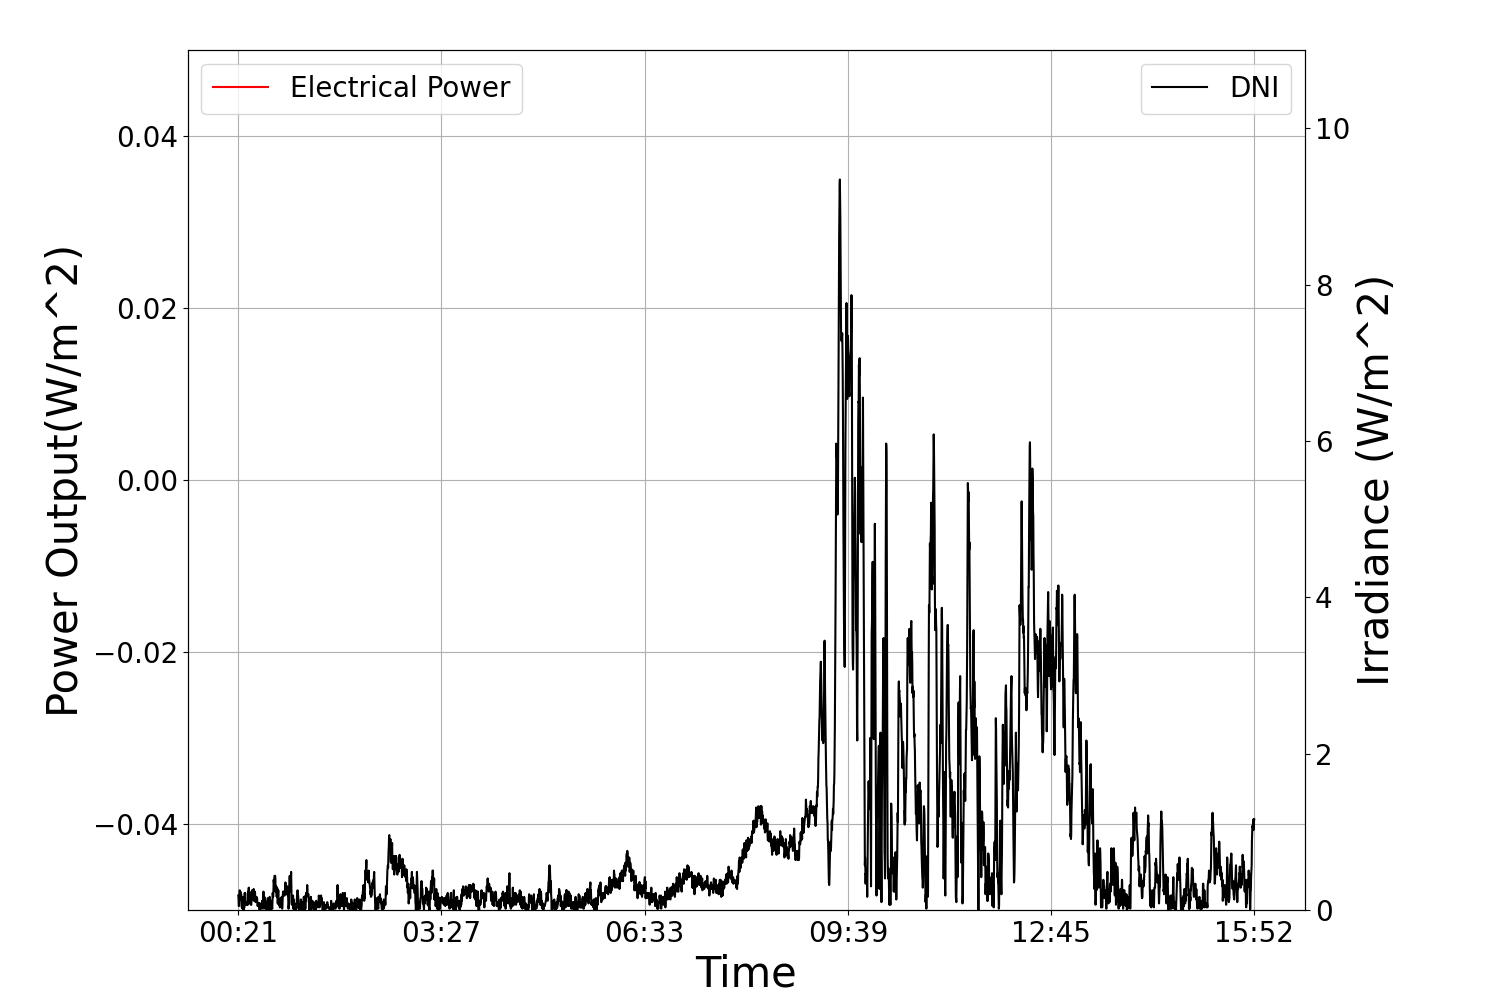 Electrical Power
DNI
0.04
0.02
0.00
−0.02
−0.04
10
8
6
4
2
0
Power Output(W/m^2)
Irradiance (W/m^2)
00:21 03:27 06:33 09:39 12:45 15:52
Time